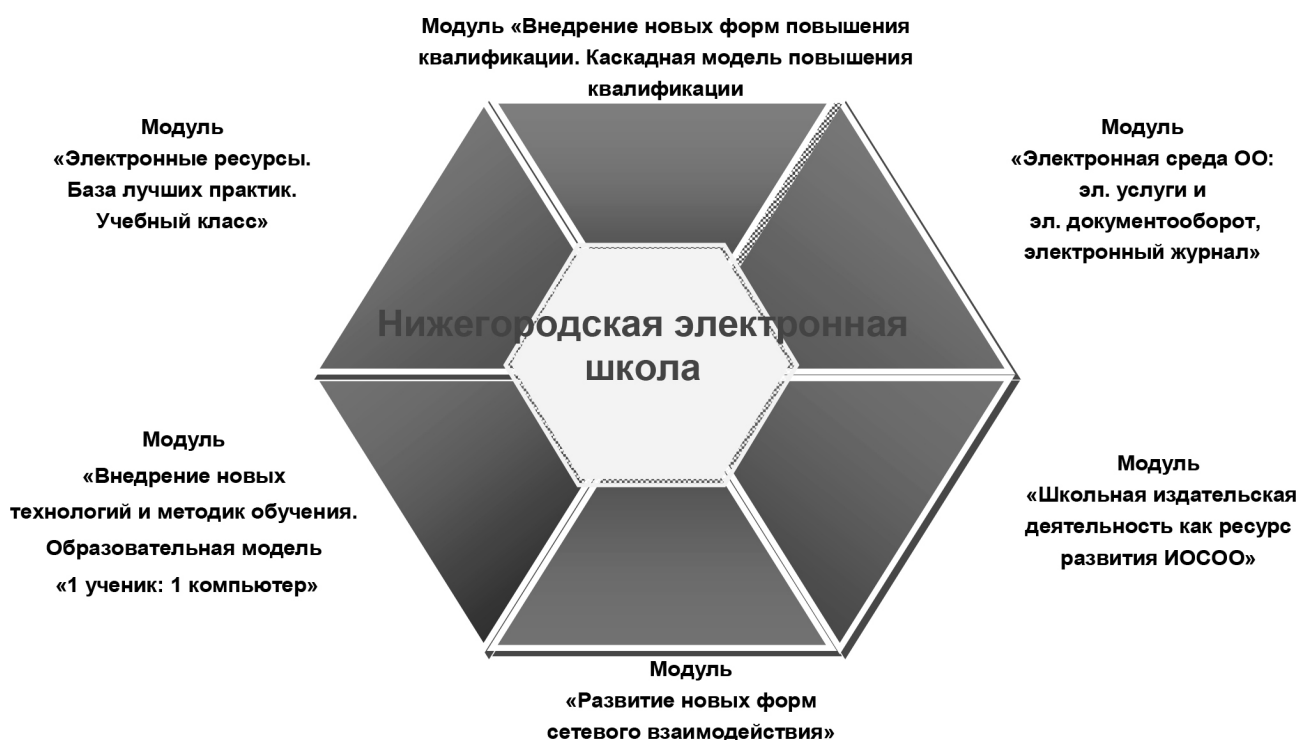 Модуль «Внедрение новых форм повышения
квалификации. Каскадная модель повышения
квалификации
Модуль
«Электронные ресурсы.
База лучших практик.
Учебный класс»
Модуль
«Электронная среда ОО:
эл. услуги и
эл. документооборот,
электронный журнал»
Нижегородская электронная
школа
Модуль
«Внедрение новых
технологий и методик обучения.
Образовательная модель
«1 ученик: 1 компьютер»
Модуль
«Школьная издательская
деятельность как ресурс
развития ИОСОО»
Модуль
«Развитие новых форм
сетевого взаимодействия»